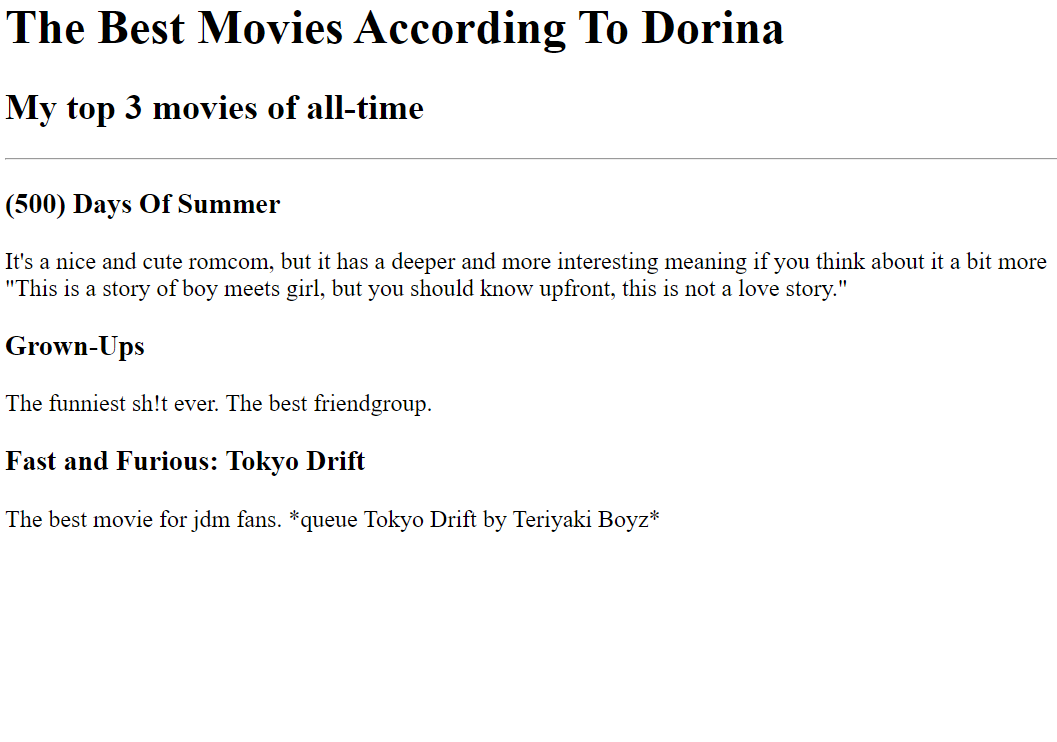 The Best Movies According To Dorina
My top 3 movies of all-time
(500) Days Of Summer
It's a nice and cute romcom, but it has a deeper and more interesting meaning if you think about it a bit more
"This is a story of boy meets girl, but you should know upfront, this is not a love story."
Grown-Ups
The funniest sh!t ever. The best friendgroup.
Fast and Furious: Tokyo Drift
The best movie for jdm fans. *queue Tokyo Drift by Teriyaki Boyz*